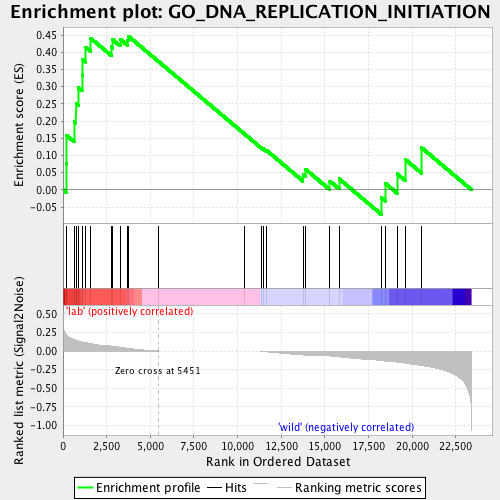 Enrichment plot: GO_DNA_REPLICATION_INITIATION
Enrichment score (ES)
0.45
0.40
0.35
0.30
0.25
0.20
0.15
0.10
0.05
0.00
-0.05
'lab' (positively correlated)
Ranked list metric (Signal2Noise)
0.50
0.25
0.00
-0.25
-0.50
-0.75
-1.00
Zero cross at 5451
'wild' (negatively correlated)
0 2,500 5,000 7,500 10,000 12,500 15,000 17,500 20,000 22,500
Rank in Ordered Dataset
Enrichment profile Hits Ranking metric scores